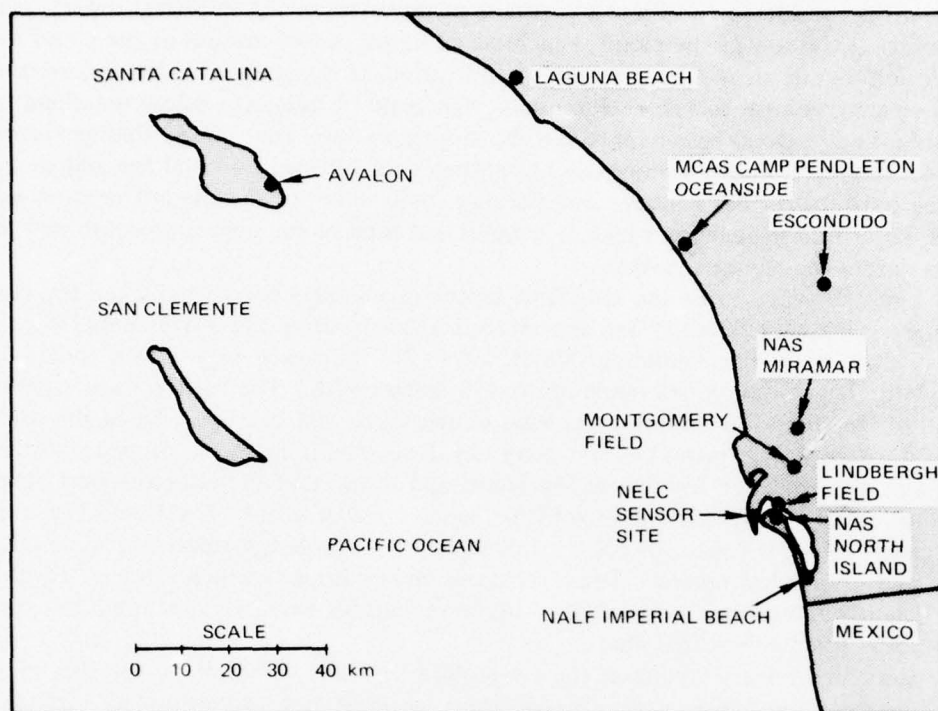 SANTA CATALINA
LAGUNA BEACH
AVALON
MCAS CAMP PENDLETON
OCEANSIDE
ESCONDIDO
SAN CLEMENTE
NAS
MIRAMAR
MONTGOMERY
FIELD
LINDBERGH
FIELD
NELC
SENSOR
SITE
NAS
NORTH
ISLAND
PACIFIC OCEAN
NALF IMPERIAL BEACH
MEXICO
SCALE
0 10 20 30 40 km